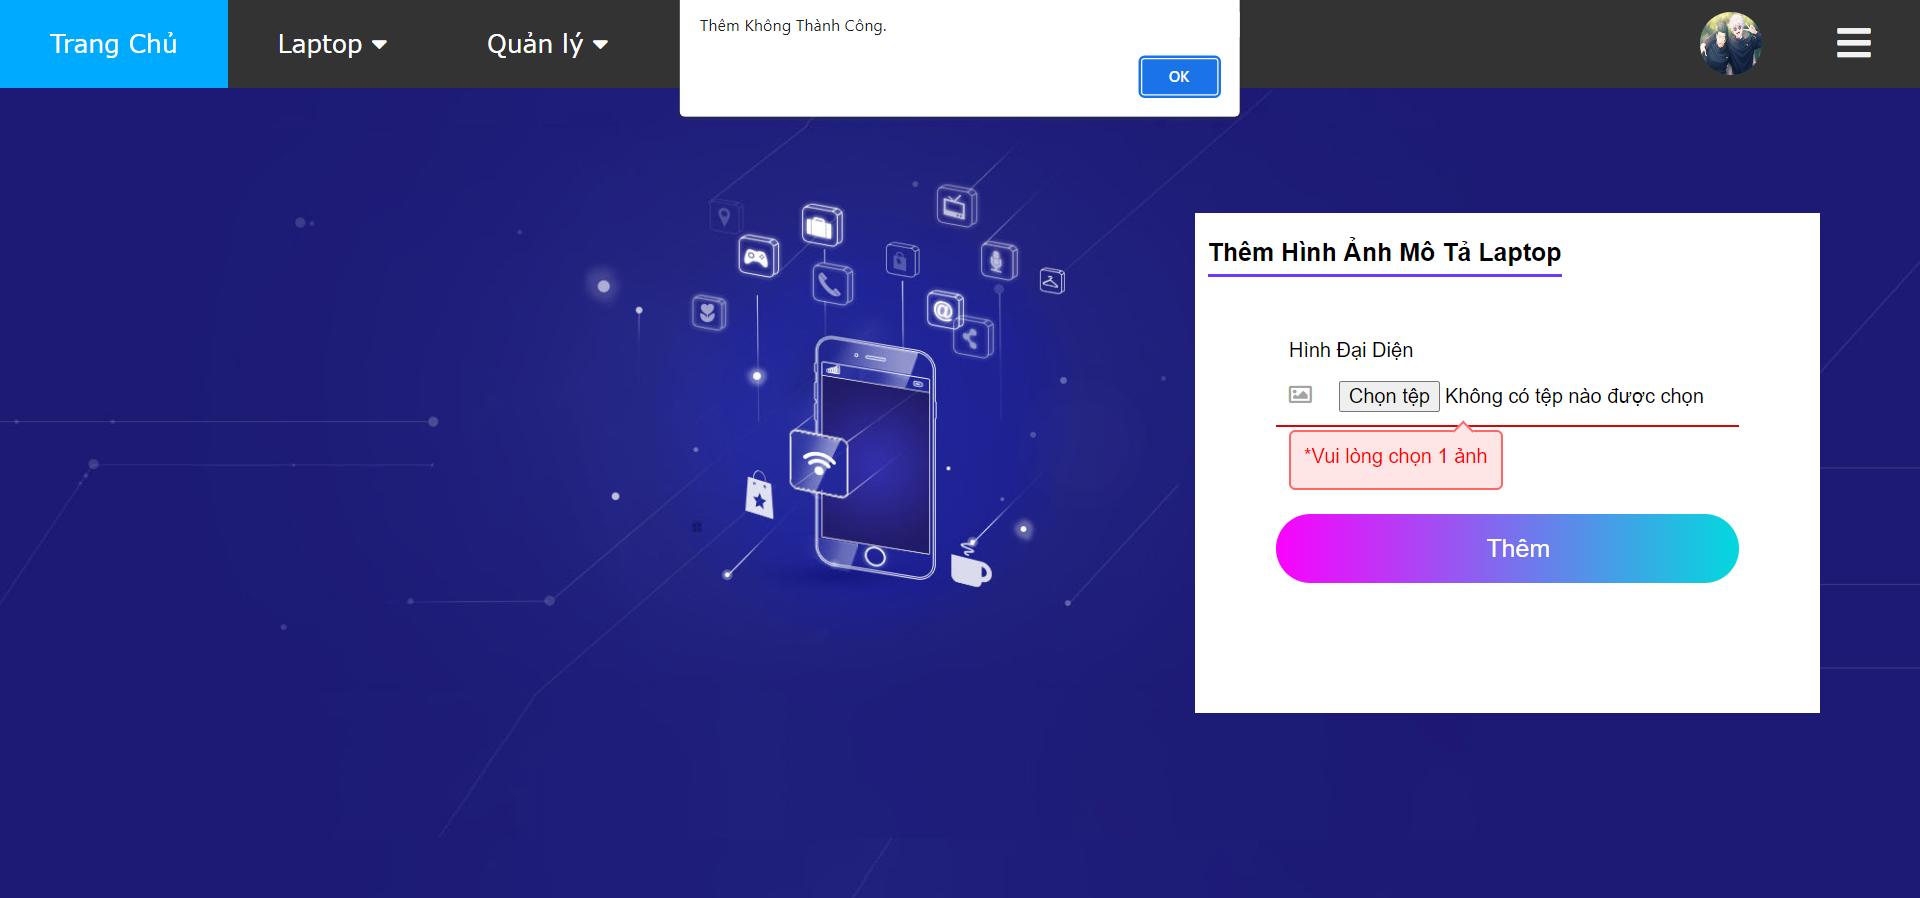 Trang Chủ
Laptop
Quản lý
Thêm Không Thành Công.
OK
Thêm Hình Ảnh Mô Tả Laptop
Hình Đại Diện
Chọn tệp Không có tệp nào được chọn
*Vui lòng chọn 1 ảnh
Thêm